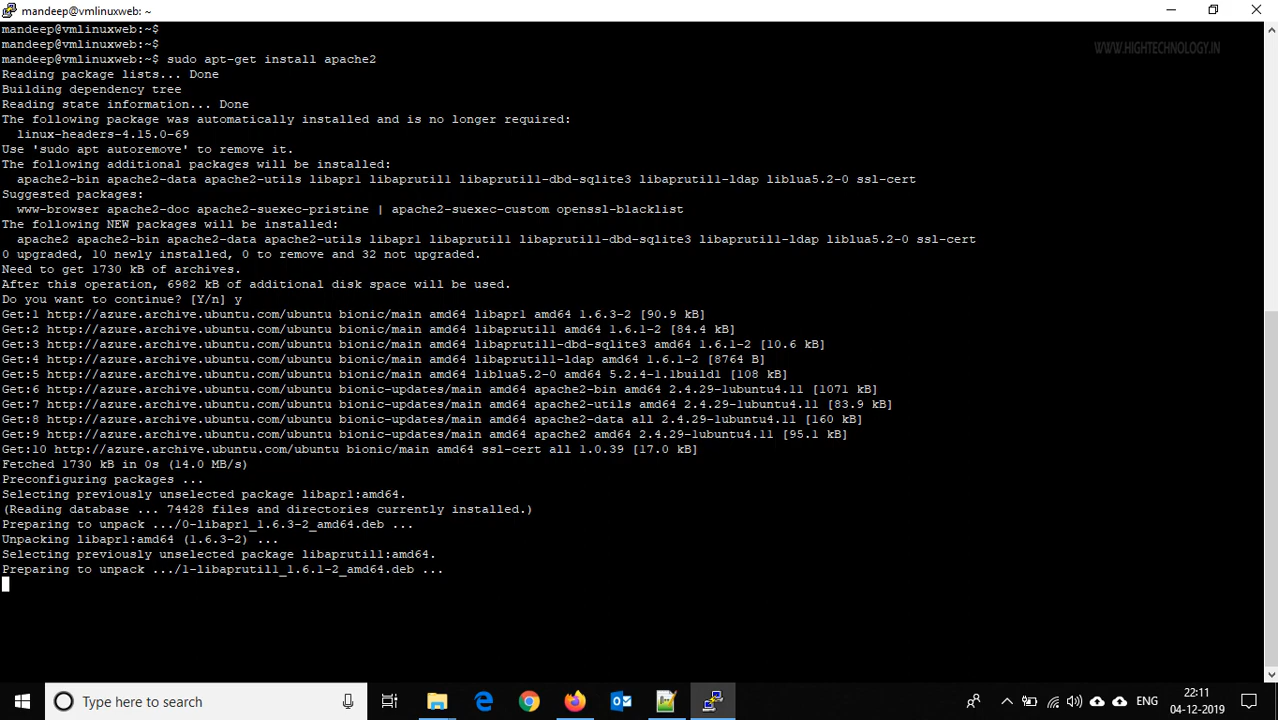 mandeep@vmlinuxweb: ~
mandeep@vmlinuxweb:~$
mandeep@vmlinuxweb:~$
WWW.HIGHTECHNOLOGY.IN
mandeep@vmlinuxweb:~$ sudo apt-get install apache2
Reading package lists... Done
Building dependency tree
Reading state information... Done
The following package was automatically installed and is no longer required:
  linux-headers-4.15.0-69
Use 'sudo apt autoremove' to remove it.
The following additional packages will be installed:
  apache2-bin apache2-data apache2-utils libapr1 libaprutil1 libaprutil1-dbd-sqlite3 libaprutil1-ldap liblua5.2-0 ssl-cert
Suggested packages:
  www-browser apache2-doc apache2-suexec-pristine | apache2-suexec-custom openssl-blacklist
The following NEW packages will be installed:
  apache2 apache2-bin apache2-data apache2-utils libapr1 libaprutil1 libaprutil1-dbd-sqlite3 libaprutil1-ldap liblua5.2-0 ssl-cert
0 upgraded, 10 newly installed, 0 to remove and 32 not upgraded.
Need to get 1730 kB of archives.
After this operation, 6982 kB of additional disk space will be used.
Do you want to continue? [Y/n] y
Get:1 http://azure.archive.ubuntu.com/ubuntu bionic/main amd64 libapr1 amd64 1.6.3-2 [90.9 kB]
Get:2 http://azure.archive.ubuntu.com/ubuntu bionic/main amd64 libaprutil1 amd64 1.6.1-2 [84.4 kB]
Get:3 http://azure.archive.ubuntu.com/ubuntu bionic/main amd64 libaprutil1-dbd-sqlite3 amd64 1.6.1-2 [10.6 kB]
Get:4 http://azure.archive.ubuntu.com/ubuntu bionic/main amd64 libaprutil1-ldap amd64 1.6.1-2 [8764 B]
Get:5 http://azure.archive.ubuntu.com/ubuntu bionic/main amd64 liblua5.2-0 amd64 5.2.4-1.1build1 [108 kB]
Get:6 http://azure.archive.ubuntu.com/ubuntu bionic-updates/main amd64 apache2-bin amd64 2.4.29-1ubuntu4.11 [1071 kB]
Get:7 http://azure.archive.ubuntu.com/ubuntu bionic-updates/main amd64 apache2-utils amd64 2.4.29-1ubuntu4.11 [83.9 kB]
Get:8 http://azure.archive.ubuntu.com/ubuntu bionic-updates/main amd64 apache2-data all 2.4.29-1ubuntu4.11 [160 kB]
Get:9 http://azure.archive.ubuntu.com/ubuntu bionic-updates/main amd64 apache2 amd64 2.4.29-1ubuntu4.11 [95.1 kB]
Get:10 http://azure.archive.ubuntu.com/ubuntu bionic/main amd64 ssl-cert all 1.0.39 [17.0 kB]
Fetched 1730 kB in 0s (14.0 MB/s)
Preconfiguring packages ...
Selecting previously unselected package libapr1:amd64.
(Reading database ... 74428 files and directories currently installed.)
Preparing to unpack .../0-libapr1_1.6.3-2_amd64.deb ...
Unpacking libapr1:amd64 (1.6.3-2) ...
Selecting previously unselected package libaprutil1:amd64.
Preparing to unpack .../1-libaprutil1_1.6.1-2_amd64.deb ...
Type here to search
ENG
22:11
04-12-2019